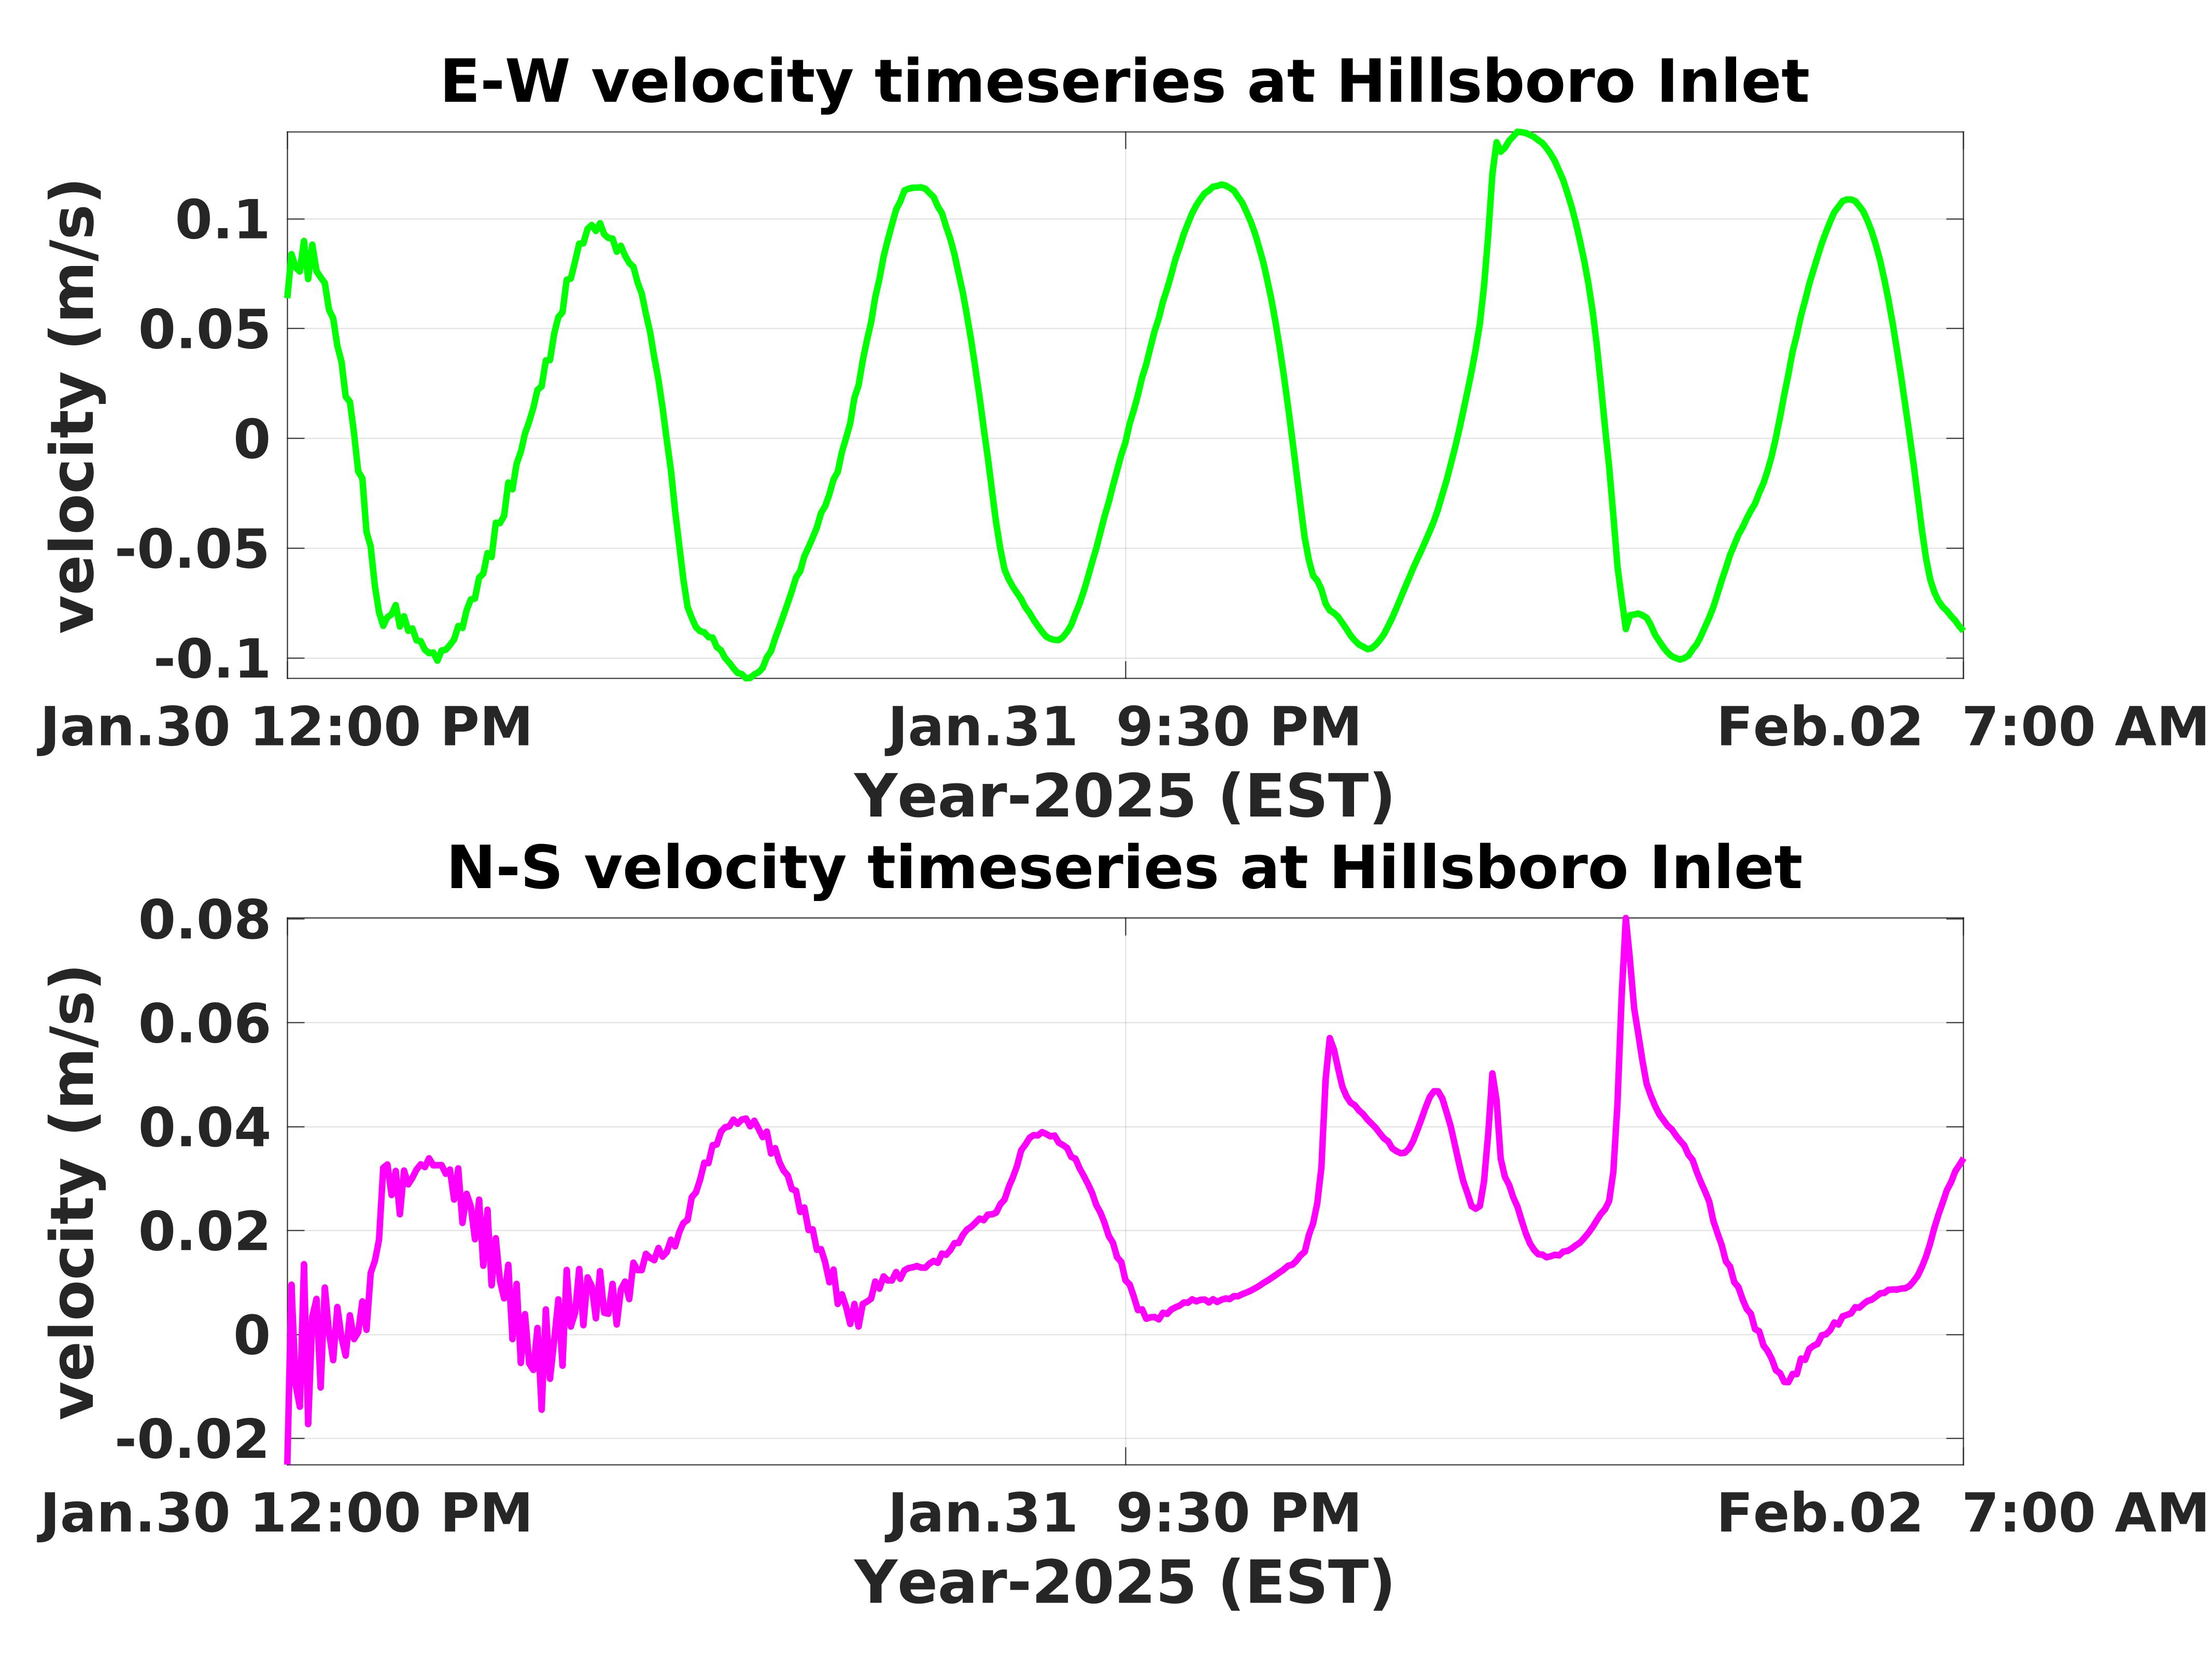 E-W velocity timeseries at Hillsboro Inlet
velocity (m/s)
0.1
0.05
0
-0.05
-0.1
Jan.30 12:00 PM
Jan.31 9:30 PM
Feb.02 7:00 AM
Year-2025 (EST)
N-S velocity timeseries at Hillsboro Inlet
velocity (m/s)
0.08
0.06
0.04
0.02
0
-0.02
Jan.30 12:00 PM
Jan.31 9:30 PM
Feb.02 7:00 AM
Year-2025 (EST)